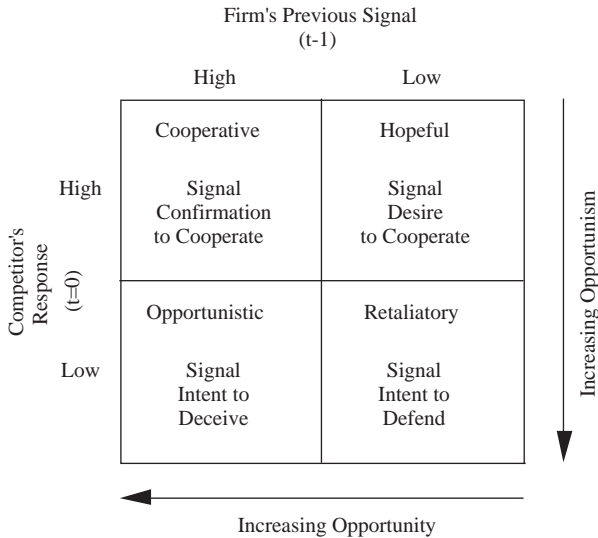 Firm's Previous Signal
(t-1)
High
Low
Cooperative
Hopeful
High
Signal
Confirmation
to Cooperate
Signal
Desire
to Cooperate
Competitor's
Response
(t=0)
Opportunistic
Retaliatory
Low
Signal
Intent to
Deceive
Signal
Intent to
Defend
Increasing Opportunism
Increasing Opportunity